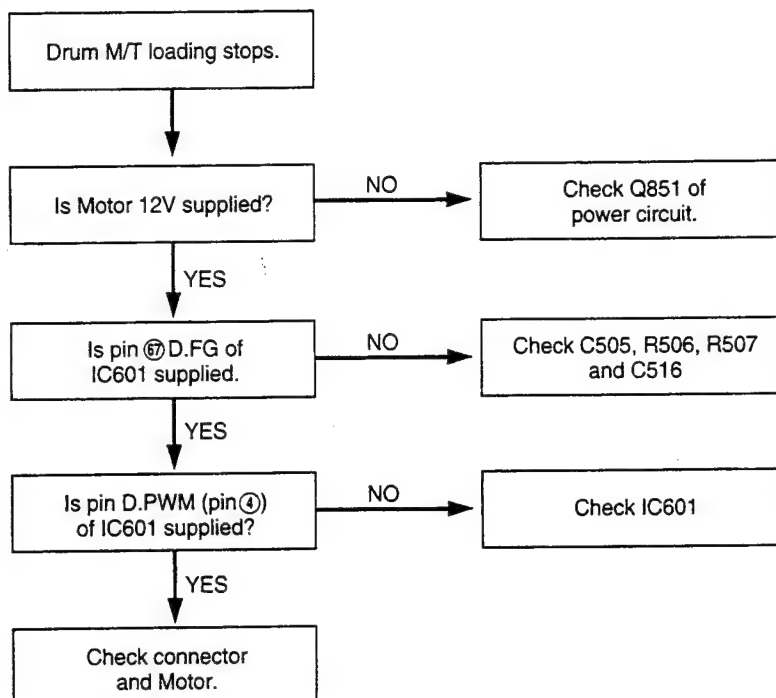 Drum M/T loading stops.
Is Motor 12V supplied?
NO
Check Q851 of
power circuit.
YES
Is pin 67 D.FG of
IC601 supplied.
NO
Check C505, R506, R507
and C516
YES
Is pin D.PWM (pin④)
of IC601 supplied?
NO
Check IC601
YES
Check connector
and Motor.